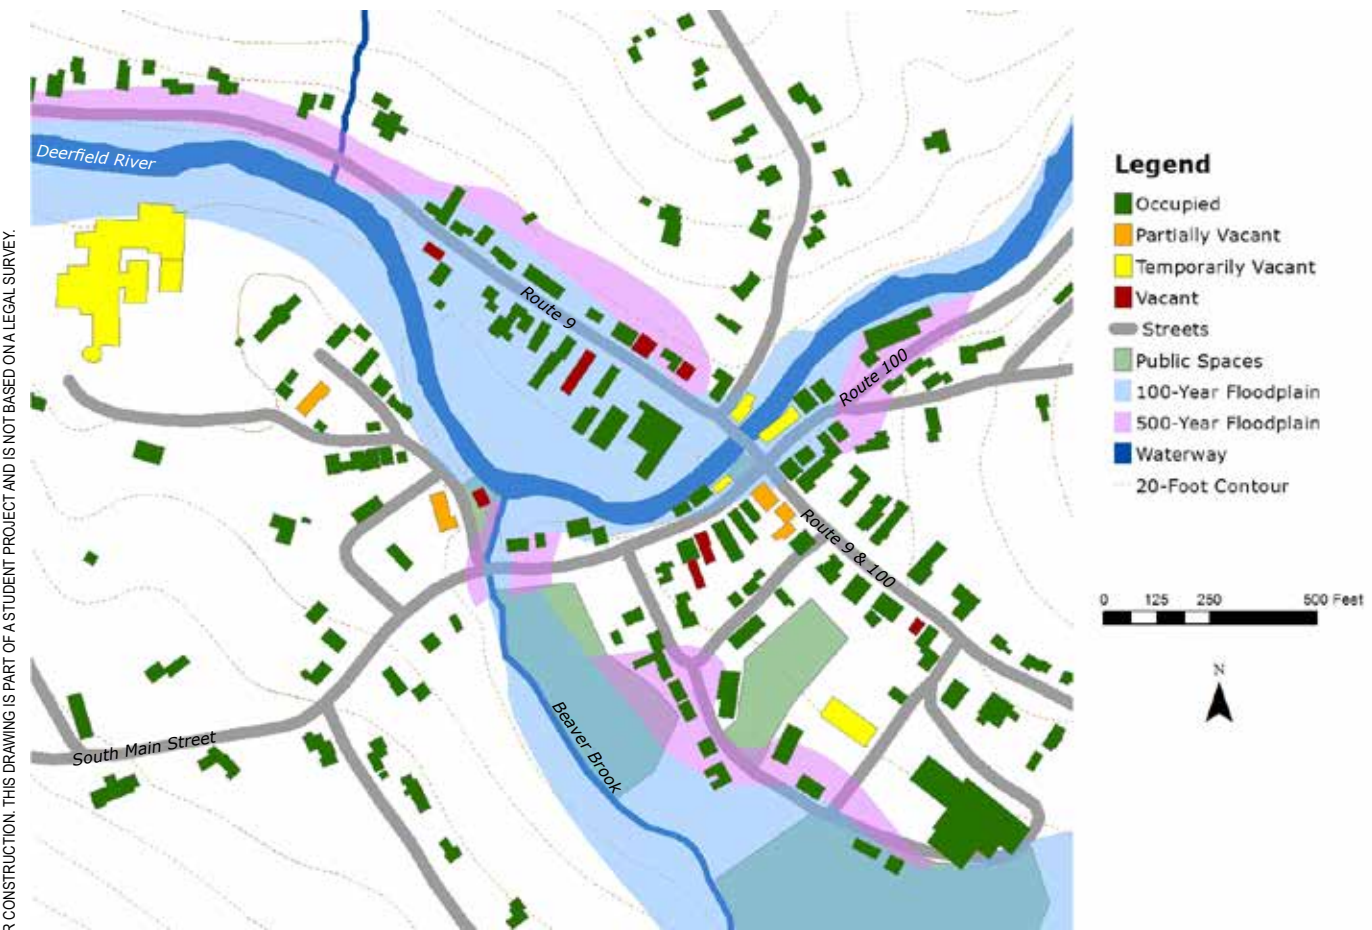 R CONSTRUCTION. THIS DRAWING IS PART OF A STUDENT PROJECT AND IS NOT BASED ON A LEGAL SURVEY.
Deerfield River
Route 9
Route 100
Route 9 & 100
Beaver Brook
South Main Street
Legend
Occupied
Partially Vacant
Temporarily Vacant
Vacant
Streets
Public Spaces
100-Year Floodplain
500-Year Floodplain
Waterway
20-Foot Contour
0 125 250 500 Feet
N